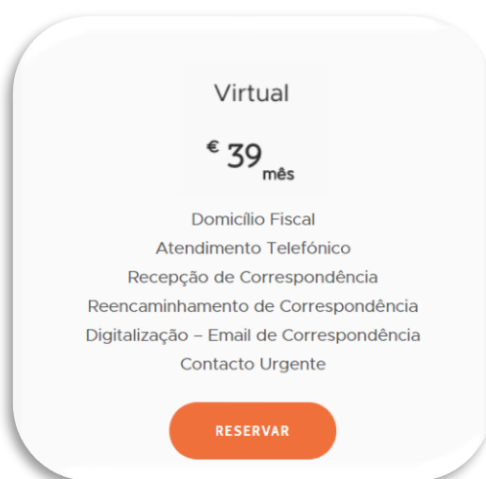 Virtual
€ 39 mês
Domicílio Fiscal
Atendimento Telefónico
Recepção de Correspondência
Reencaminhamento de Correspondência
Digitalização – Email de Correspondência
Contacto Urgente
RESERVAR